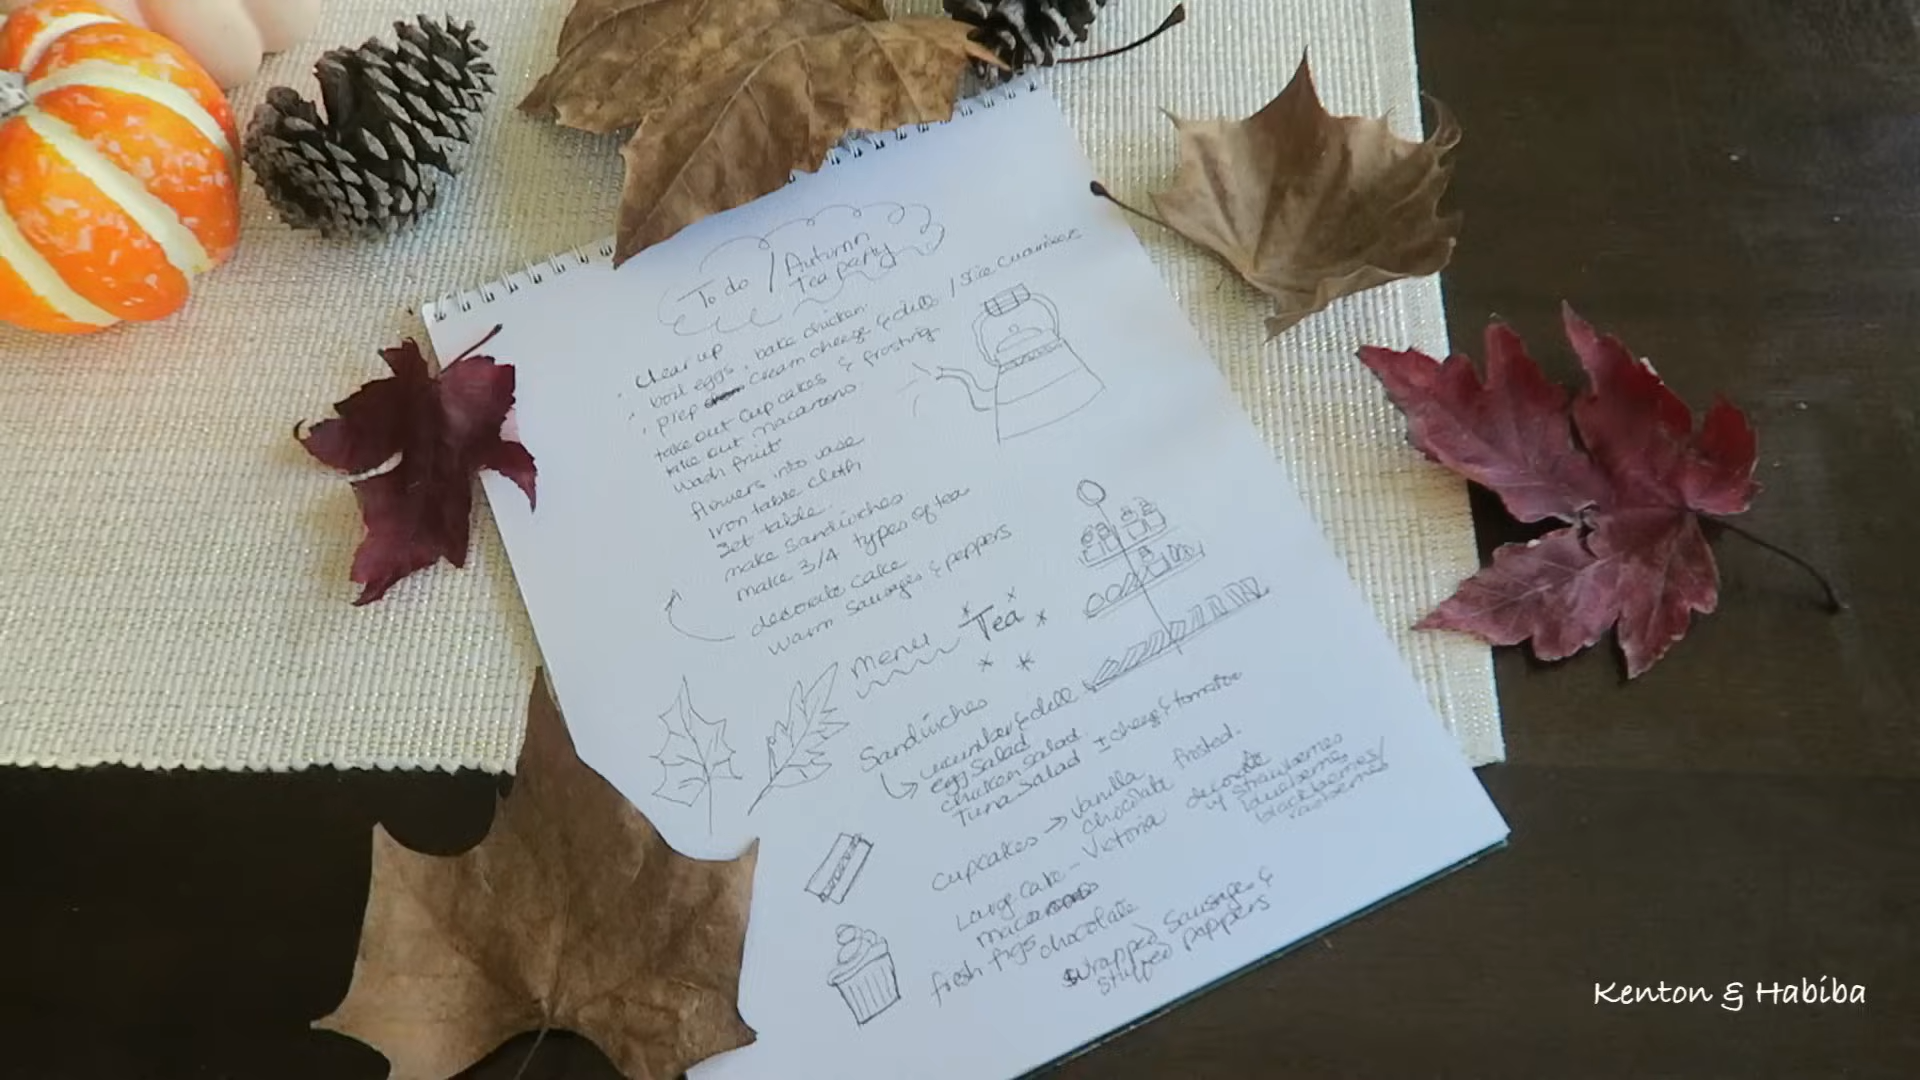 To do / Autumn
Tea party
Clear up
boil eggs, bake chicken
prep cream cheese & dill / slice cucumbers
take out cupcakes & frosting
take out macarons
wash fruit
flowers into vase
Iron table cloth
Set table.
make sandwiches
make 3/4 types of tea
decorate cake
warm sausages & peppers
menu Tea
Sandwiches
cucumber & dill
egg salad
chicken salad
Tuna salad ± cheese & tomatoe
cupcakes → vanilla
chocolate frosted.
Large cake - Victoria
decorate
w/ strawberries
blackberries/
macarons
fresh figs chocolate
wrapped sausages &
stuffed peppers
Kenton & Habiba